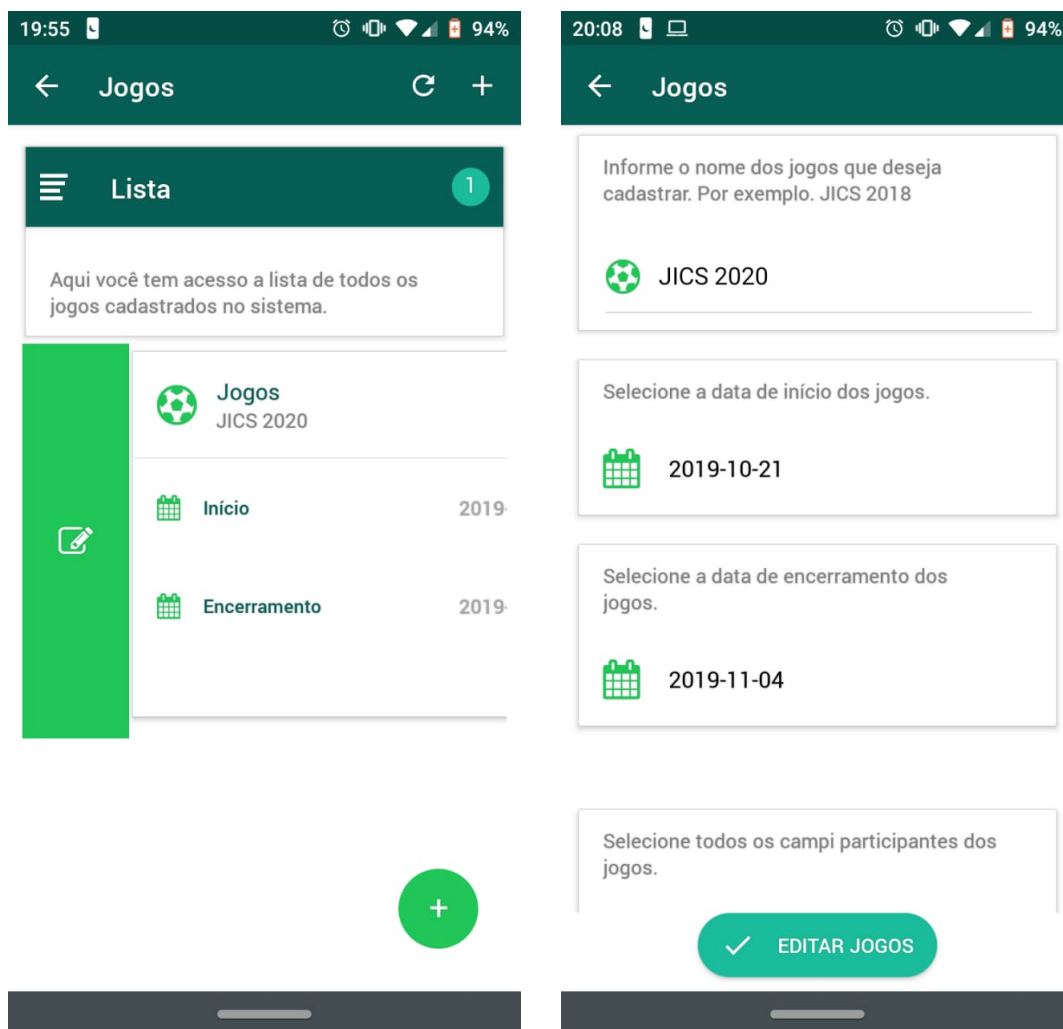 19:55
94%
Jogos
Lista
1
Aqui você tem acesso a lista de todos os
jogos cadastrados no sistema.
Jogos
JICS 2020
Início 2019-
Encerramento 2019-
20:08
94%
Jogos
Informe o nome dos jogos que deseja
cadastrar. Por exemplo. JICS 2018
JICS 2020
Selecione a data de início dos jogos.
2019-10-21
Selecione a data de encerramento dos
jogos.
2019-11-04
Selecione todos os campi participantes dos
jogos.
EDITAR JOGOS